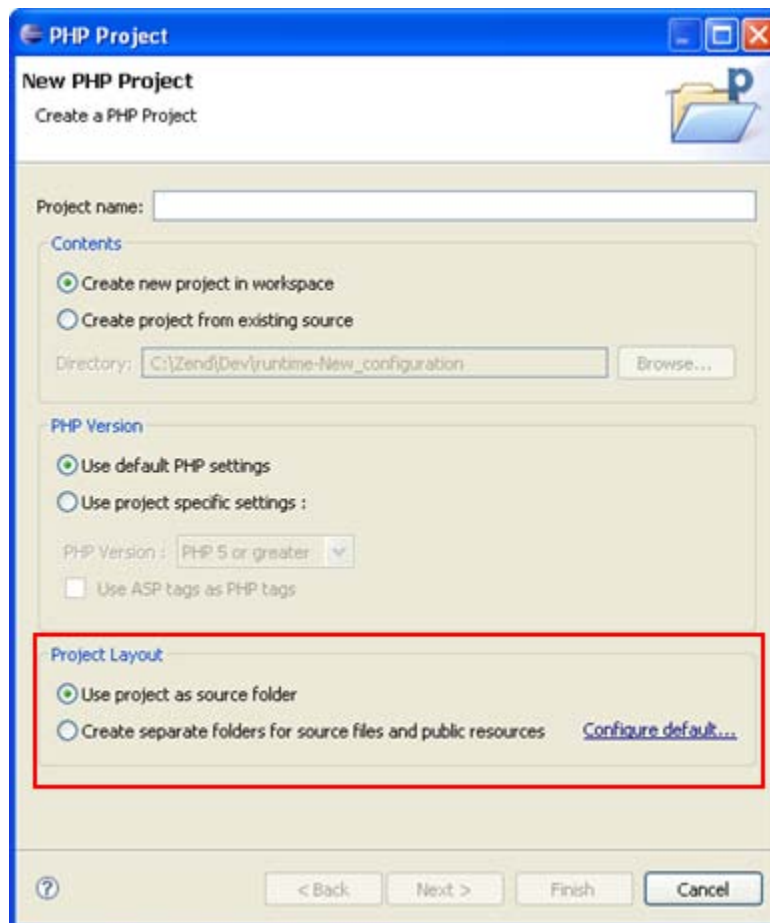 PHP Project
New PHP Project
Create a PHP Project
Project name:
Contents
Create new project in workspace
Create project from existing source
Directory: C:\Zend\Dev\runtime-New_configuration Browse...
PHP Version
Use default PHP settings
Use project specific settings :
PHP Version : PHP 5 or greater
Use ASP tags as PHP tags
Project Layout
Use project as source folder
Create separate folders for source files and public resources Configure default...
? < Back Next > Finish Cancel